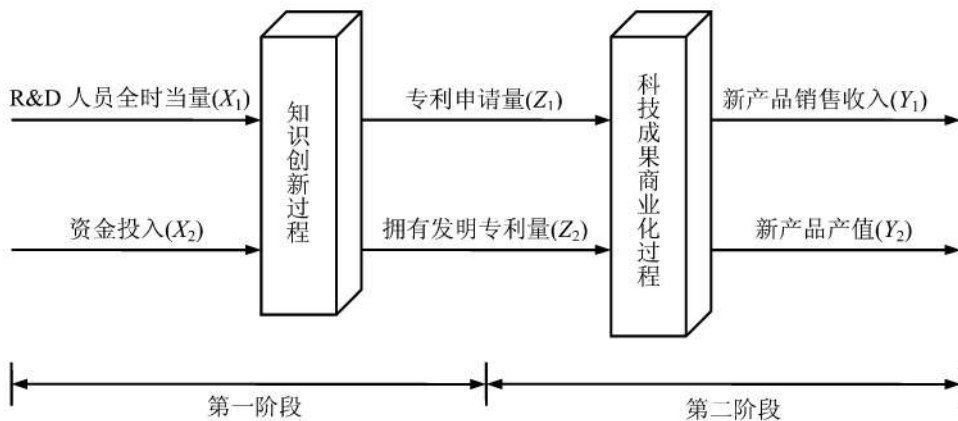 R&D 人员全时当量(X₁)
资金投入(X₂)
知识创新过程
专利申请量(Z₁)
拥有发明专利量(Z₂)
科技成果商业化过程
新产品销售收入(Y₁)
新产品产值(Y₂)
第一阶段
第二阶段